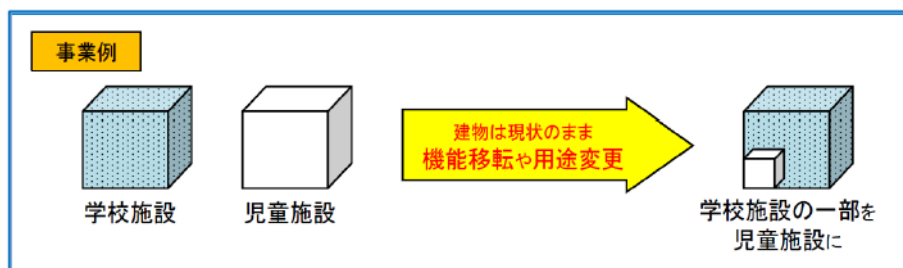 事業例
建物は現状のまま
機能移転や用途変更
学校施設
児童施設
学校施設の一部を
児童施設に